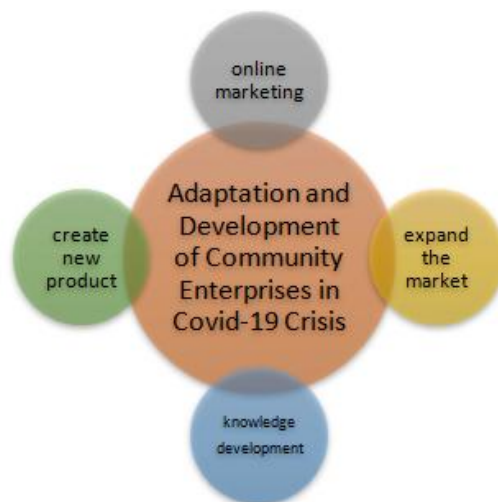 online
marketing
Adaptation and
Development
of Community
Enterprises in
Covid-19 Crisis
create
new
product
expand
the
market
knowledge
development